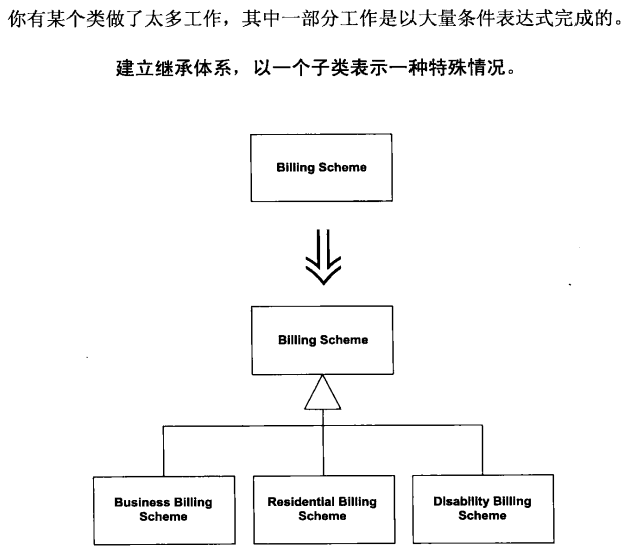 你有某个类做了太多工作，其中一部分工作是以大量条件表达式完成的。
建立继承体系，以一个子类表示一种特殊情况。
Billing Scheme
Billing Scheme
Business Billing
Scheme
Residential Billing
Scheme
Disability Billing
Scheme